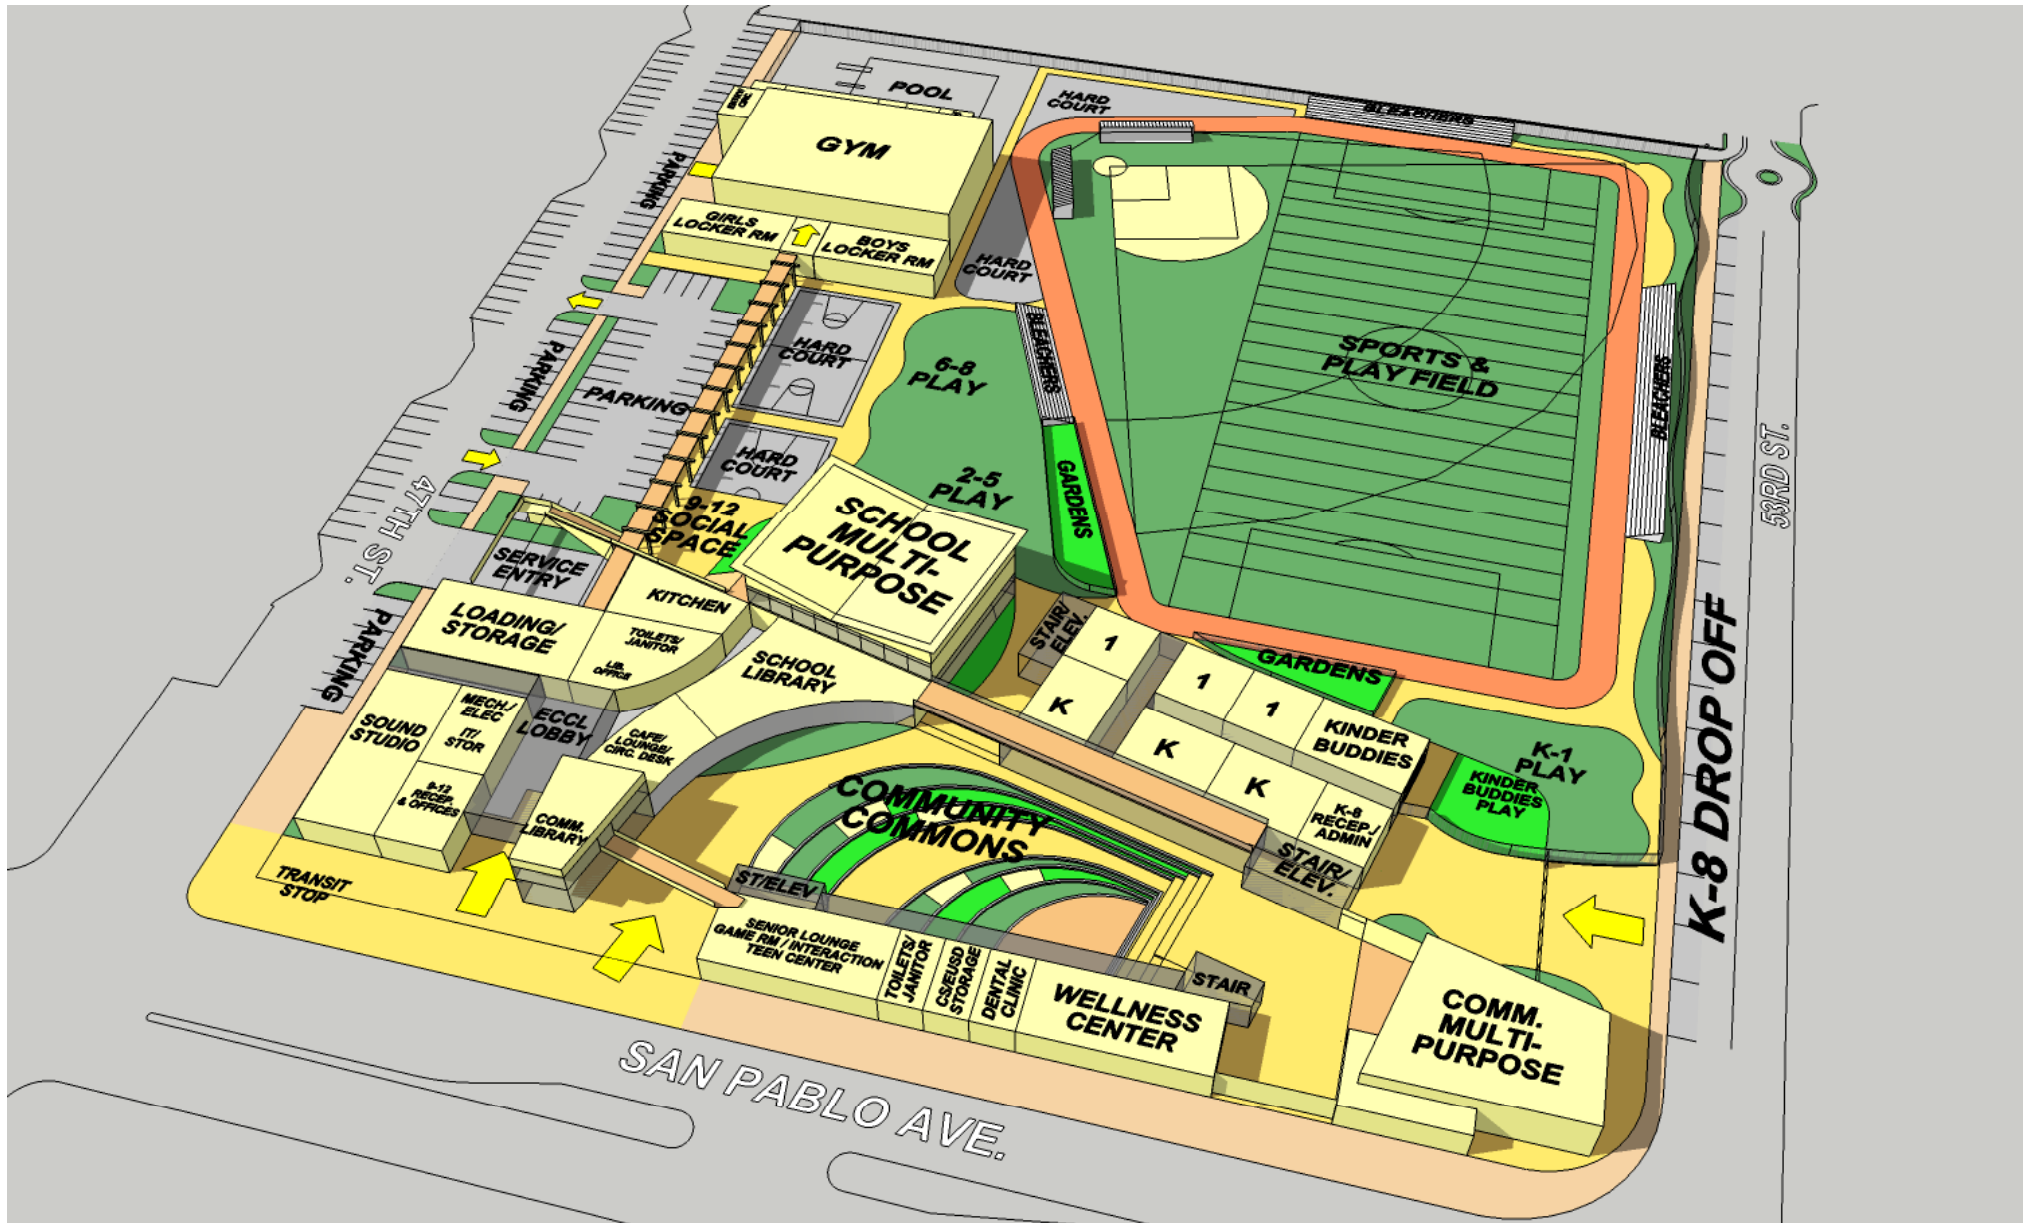 POOL
HARD
COURT
BLEACHERS
GYM
PARKING
GIRLS
LOCKER RM
BOYS
LOCKER RM
HARD
COURT
BLEACHERS
HARD
COURT
6-8
PLAY
SPORTS &
PLAY FIELD
BLEACHERS
PARKING
PARKING
HARD
COURT
53RD ST.
47TH ST.
GARDENS
2-5
PLAY
9-12
SOCIAL
SPACE
SCHOOL
MULTI-
PURPOSE
SERVICE
ENTRY
KITCHEN
LOADING/
STORAGE
TOILETS/
JANITOR
LIB.
OFFICE
PARKING
SCHOOL
LIBRARY
STAIR/
ELEV.
1
1
1
K
K
K
GARDENS
KINDER
BUDDIES
K-1
PLAY
KINDER
BUDDIES
PLAY
K-8 DROP OFF
SOUND
STUDIO
MECH./
ELEC
IT/
STOR
ECCL
LOBBY
CAFE/
LOUNGE/
CIRC. DESK
9-12
RECEP.
& OFFICES
COMM.
LIBRARY
COMMUNITY
COMMONS
K-8
RECEP./
ADMIN
STAIR/
ELEV.
TRANSIT
STOP
ST/ELEV
SENIOR LOUNGE
GAME RM / INTERACTION
TEEN CENTER
TOILETS/
JANITOR
CS/EUSD
STORAGE
DENTAL
CLINIC
WELLNESS
CENTER
STAIR
COMM.
MULTI-
PURPOSE
SAN PABLO AVE.